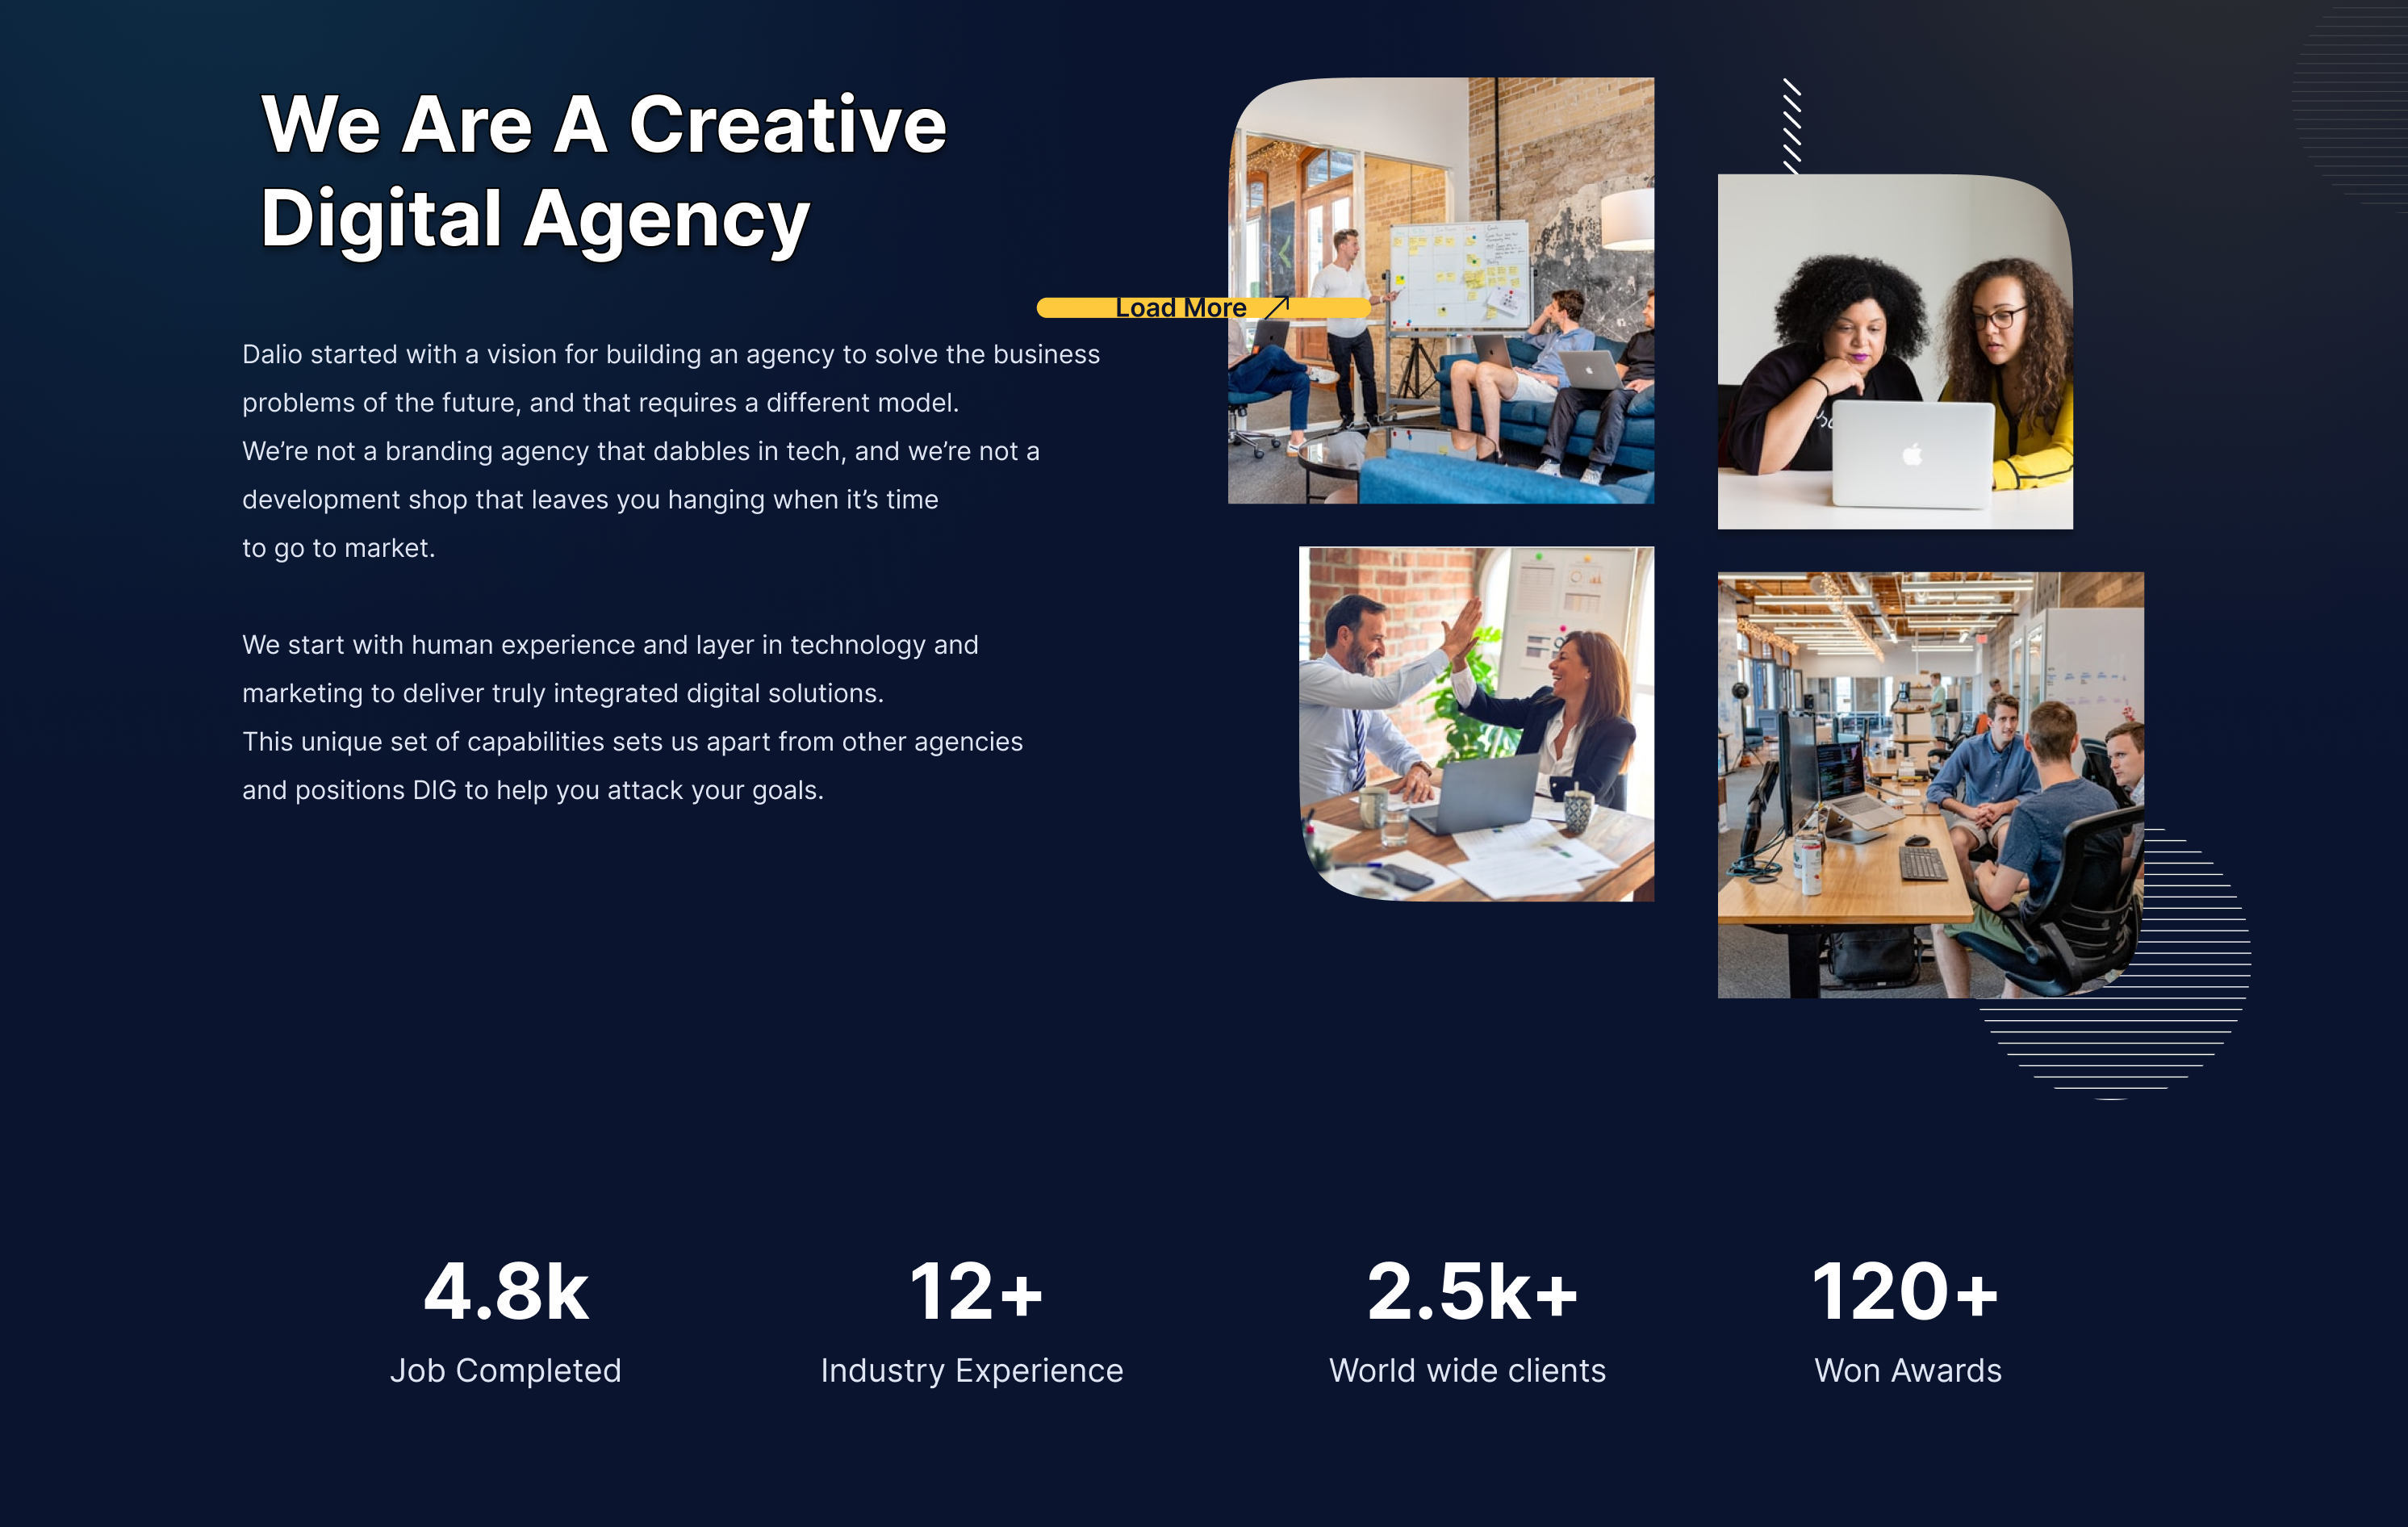 We Are A Creative
Digital Agency
Load More
Dalio started with a vision for building an agency to solve the business
problems of the future, and that requires a different model.
We’re not a branding agency that dabbles in tech, and we’re not a
development shop that leaves you hanging when it’s time
to go to market.
We start with human experience and layer in technology and
marketing to deliver truly integrated digital solutions.
This unique set of capabilities sets us apart from other agencies
and positions DIG to help you attack your goals.
4.8k
Job Completed
12+
Industry Experience
2.5k+
World wide clients
120+
Won Awards